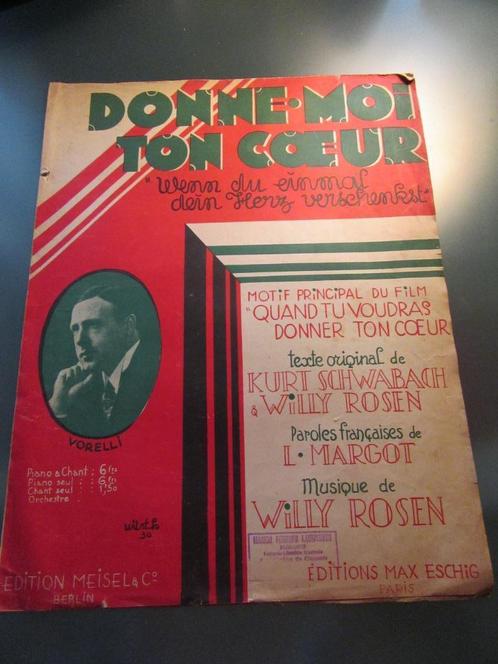 DONNE-MOI
TON CŒUR
"Wenn du einmal
dein Herz verschenkst"
MOTIF PRINCIPAL DU FILM
"QUAND TU VOUDRAS
DONNER TON CŒUR
texte original de
KURT SCHWABACH
& WILLY ROSEN
Paroles françaises de
L. MARGOT
Musique de
WILLY ROSEN
VORELLI
Piano & Chant : 6 frs
Piano seul : 6 frs
Chant seul : 1,50
Orchestre :
30
EDITION MEISEL & Co
BERLIN
ÉDITIONS MAX ESCHIG
PARIS